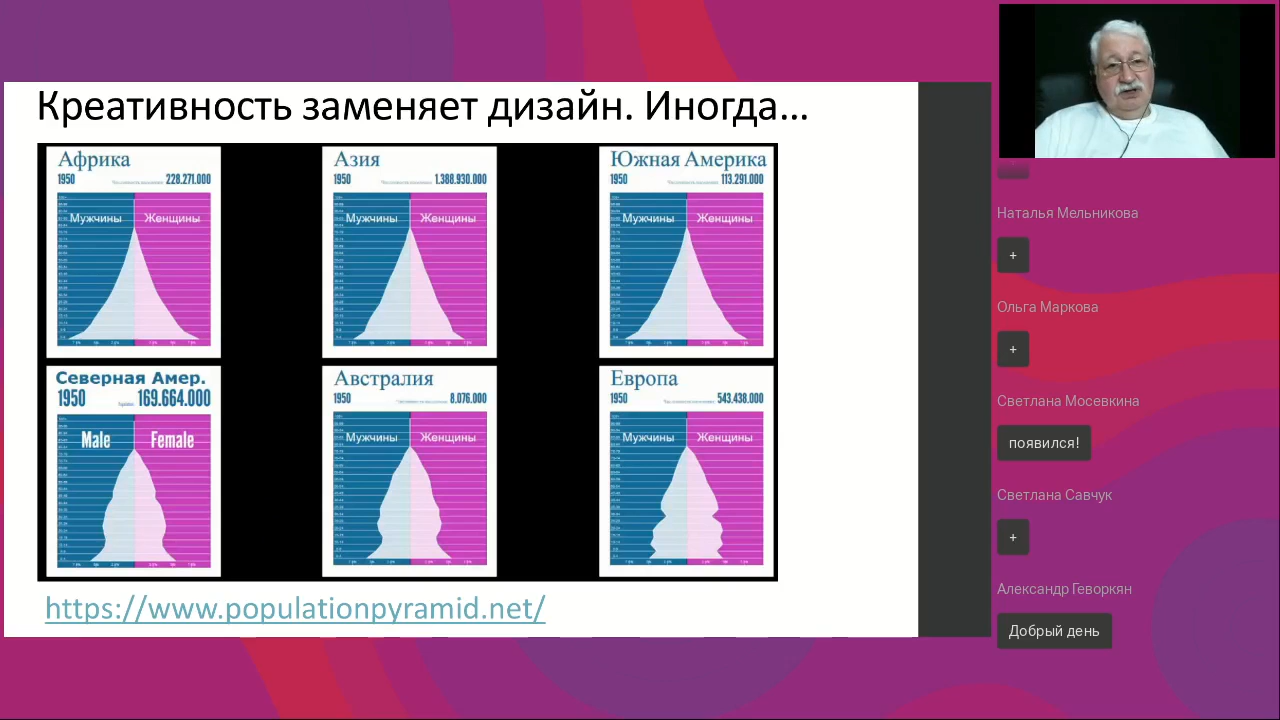 Креативность заменяет дизайн. Иногда...
Африка
1950 228.271.000
Мужчины Женщины
Азия
1950 1.388.930.000
Мужчины Женщины
Южная Америка
1950 113.291.000
Мужчины Женщины
Северная Амер.
1950 169.664.000
Male Female
Австралия
1950 8.076.000
Мужчины Женщины
Европа
1950 543.438.000
Мужчины Женщины
https://www.populationpyramid.net/
Наталья Мельникова
+
Ольга Маркова
+
Светлана Мосевкина
появился!
Светлана Савчук
+
Александр Геворкян
Добрый день